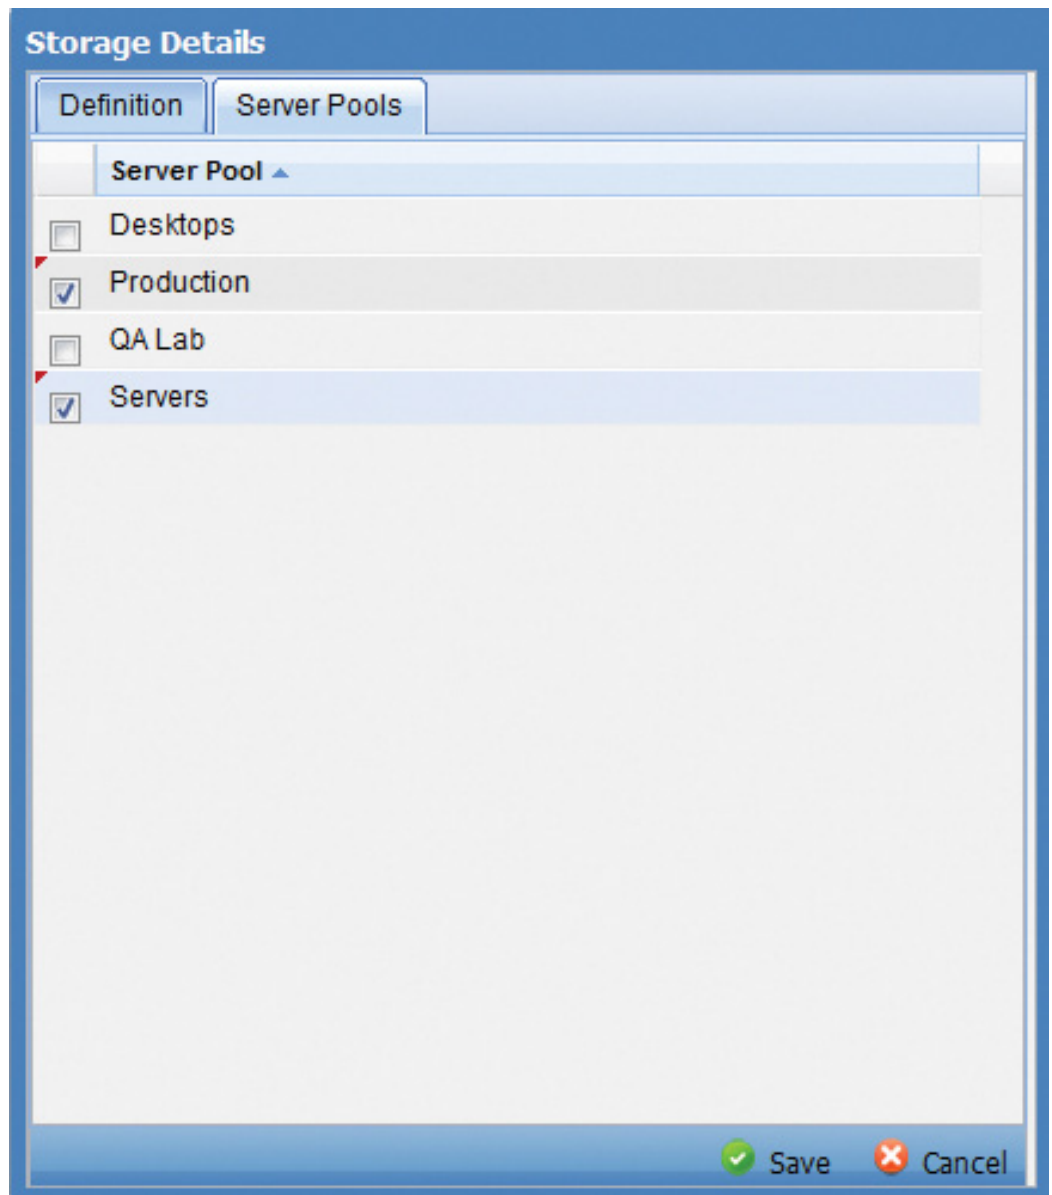 Storage Details
Definition Server Pools
Server Pool
Desktops
Production
QA Lab
Servers
Save Cancel